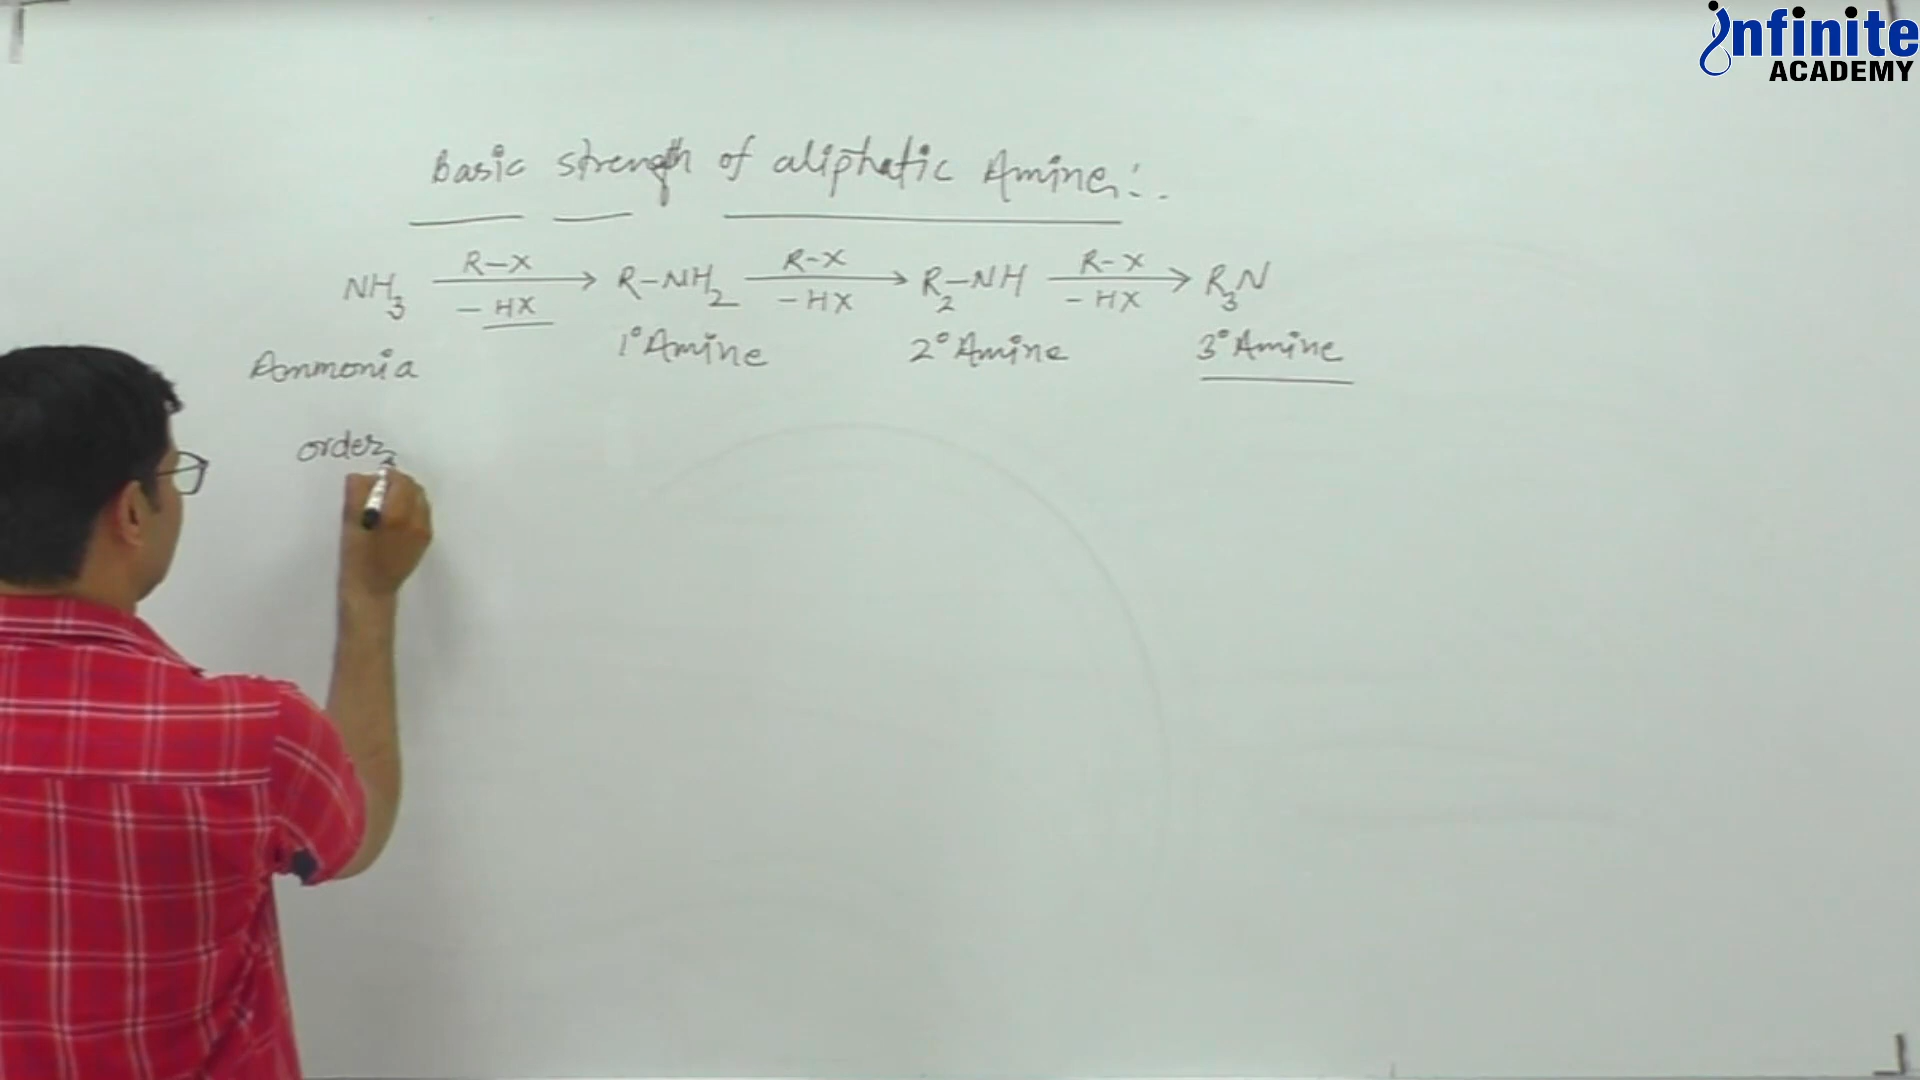 infinite
ACADEMY
Basic strength of aliphatic Amine:.
NH3 R-X -HX → R-NH2 R-X -HX → R2-NH R-X -HX → R3N
Ammonia 1° Amine 2° Amine 3° Amine
order